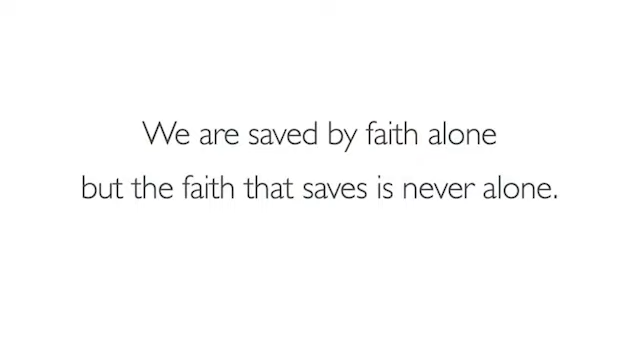 We are saved by faith alone
but the faith that saves is never alone.